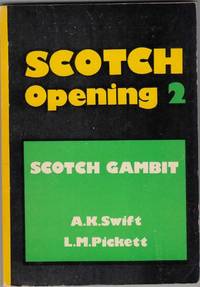 SCOTCH
Opening 2
SCOTCH GAMBIT
A.K.Swift
L.M.Pickett